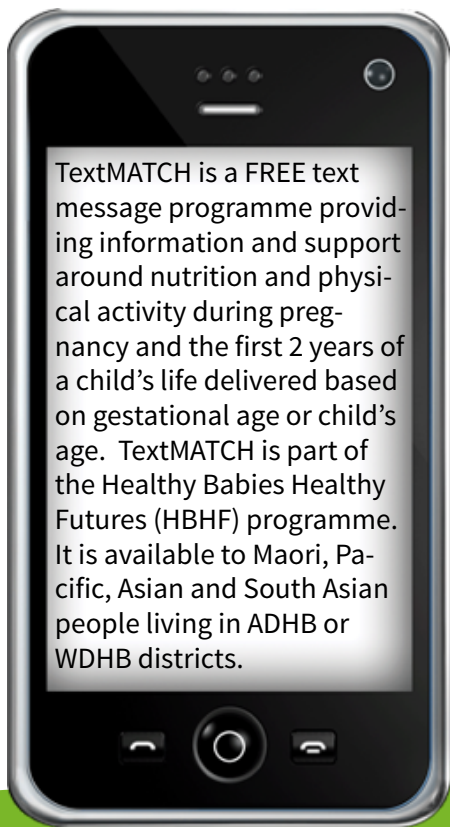 TextMATCH is a FREE text
message programme provid-
ing information and support
around nutrition and physi-
cal activity during preg-
nancy and the first 2 years of
a child’s life delivered based
on gestational age or child’s
age.  TextMATCH is part of
the Healthy Babies Healthy
Futures (HBHF) programme.
It is available to Maori, Pa-
cific, Asian and South Asian
people living in ADHB or
WDHB districts.